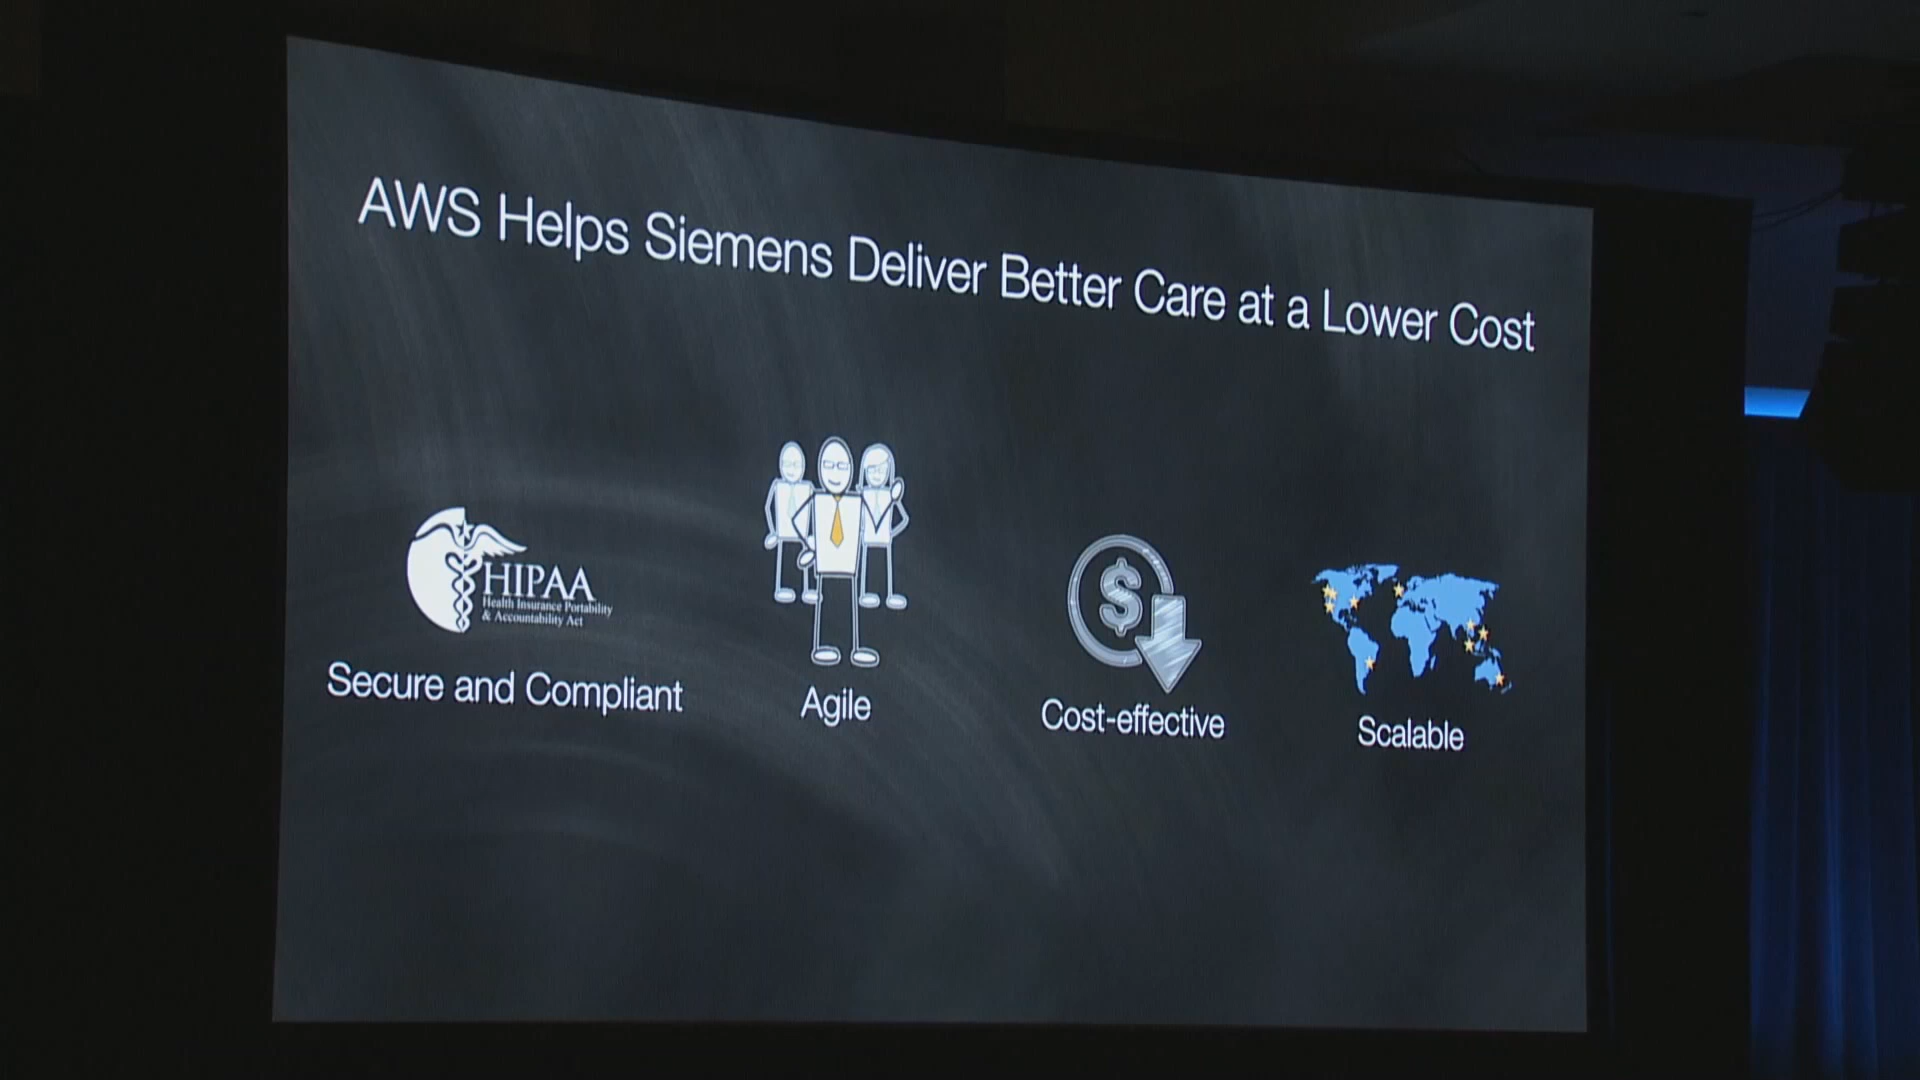 AWS Helps Siemens Deliver Better Care at a Lower Cost
HIPAA
Health Insurance Portability
& Accountability Act
$
Secure and Compliant
Agile
Cost-effective
Scalable